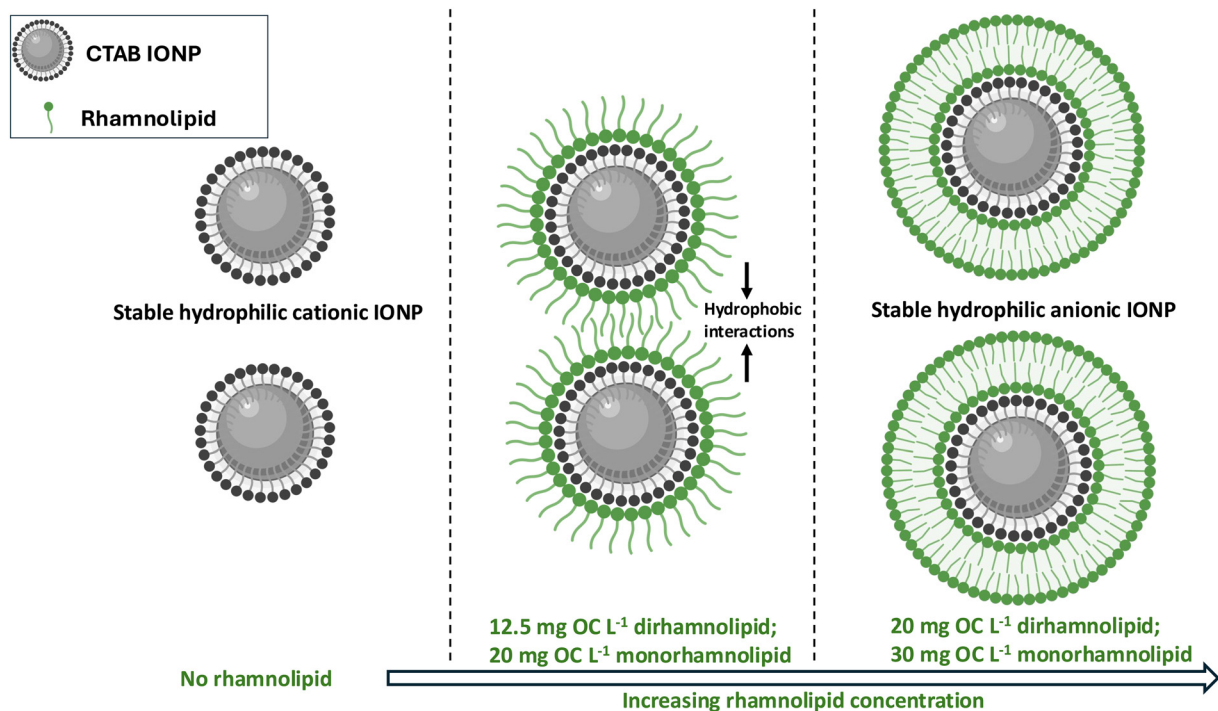 CTAB IONP
Rhamnolipid
Stable hydrophilic cationic IONP
Hydrophobic
interactions
Stable hydrophilic anionic IONP
12.5 mg OC L⁻¹ dirhamnolipid;
20 mg OC L⁻¹ monorhamnolipid
20 mg OC L⁻¹ dirhamnolipid;
30 mg OC L⁻¹ monorhamnolipid
No rhamnolipid
Increasing rhamnolipid concentration